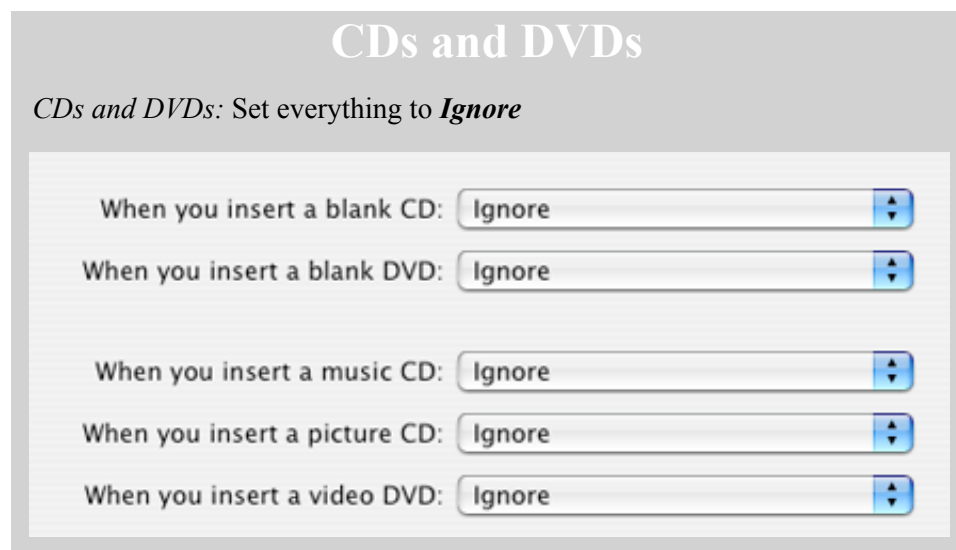 CDs and DVDs
CDs and DVDs: Set everything to Ignore
When you insert a blank CD: Ignore
When you insert a blank DVD: Ignore
When you insert a music CD: Ignore
When you insert a picture CD: Ignore
When you insert a video DVD: Ignore